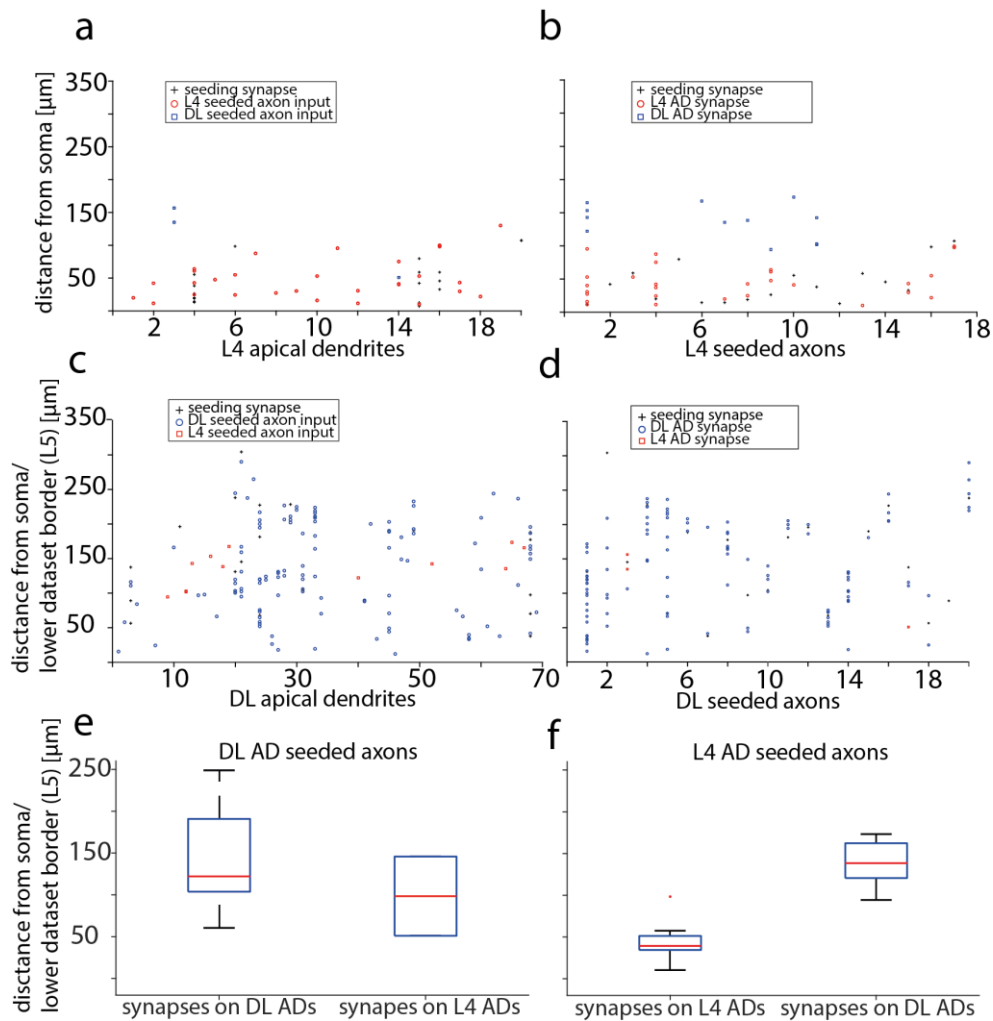 a
350
250
150
50
distance from soma [µm]
+ seeding synapse
L4 seeded axon input
DL seeded axon input
2 6 10 14 18
L4 apical dendrites
b
+ seeding synapse
L4 AD synapse
DL AD synapse
2 6 10 14 18
L4 seeded axons
c
350
250
150
50
disctance from soma/
lower dataset border (L5) [µm]
+ seeding synapse
DL seeded axon input
L4 seeded axon input
10 30 50 70
DL apical dendrites
d
+ seeding synapse
DL AD synapse
L4 AD synapse
2 6 10 14 18
DL seeded axons
e
DL AD seeded axons
250
150
50
disctance from soma/
lower dataset border (L5) [µm]
synapses on DL ADs synapses on L4 ADs
f
L4 AD seeded axons
synapses on L4 ADs synapses on DL ADs